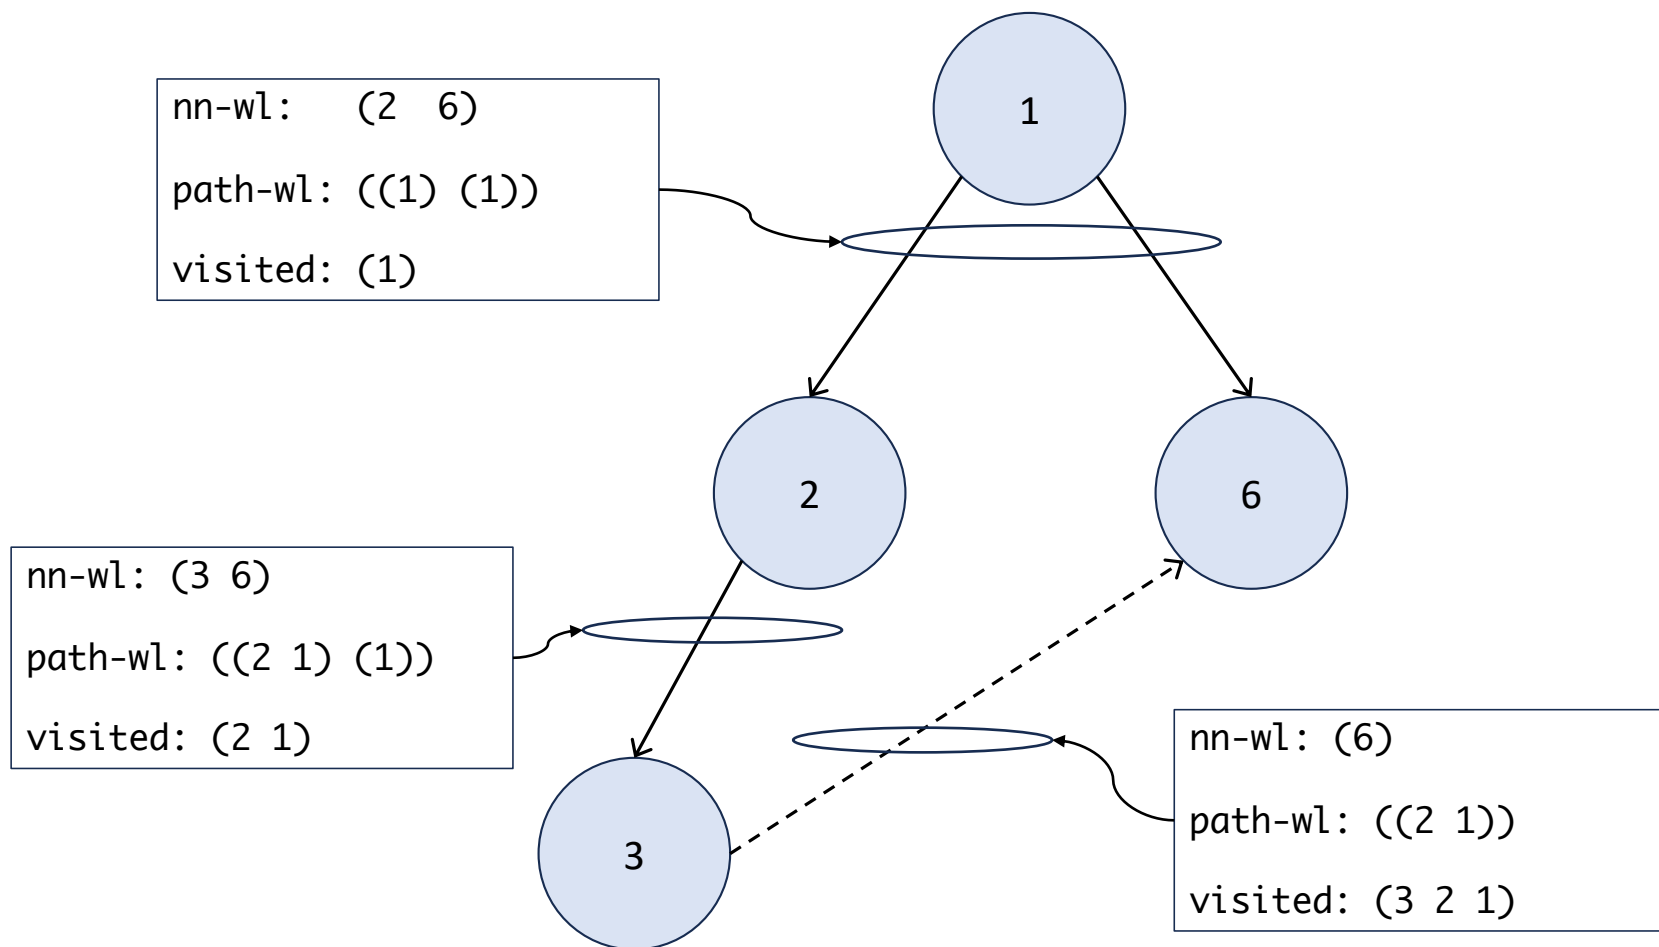 1
nn-wl:   (2  6)
path-wl: ((1) (1))
visited: (1)
2
6
nn-wl: (3 6)
path-wl: ((2 1) (1))
visited: (2 1)
3
nn-wl: (6)
path-wl: ((2 1))
visited: (3 2 1)